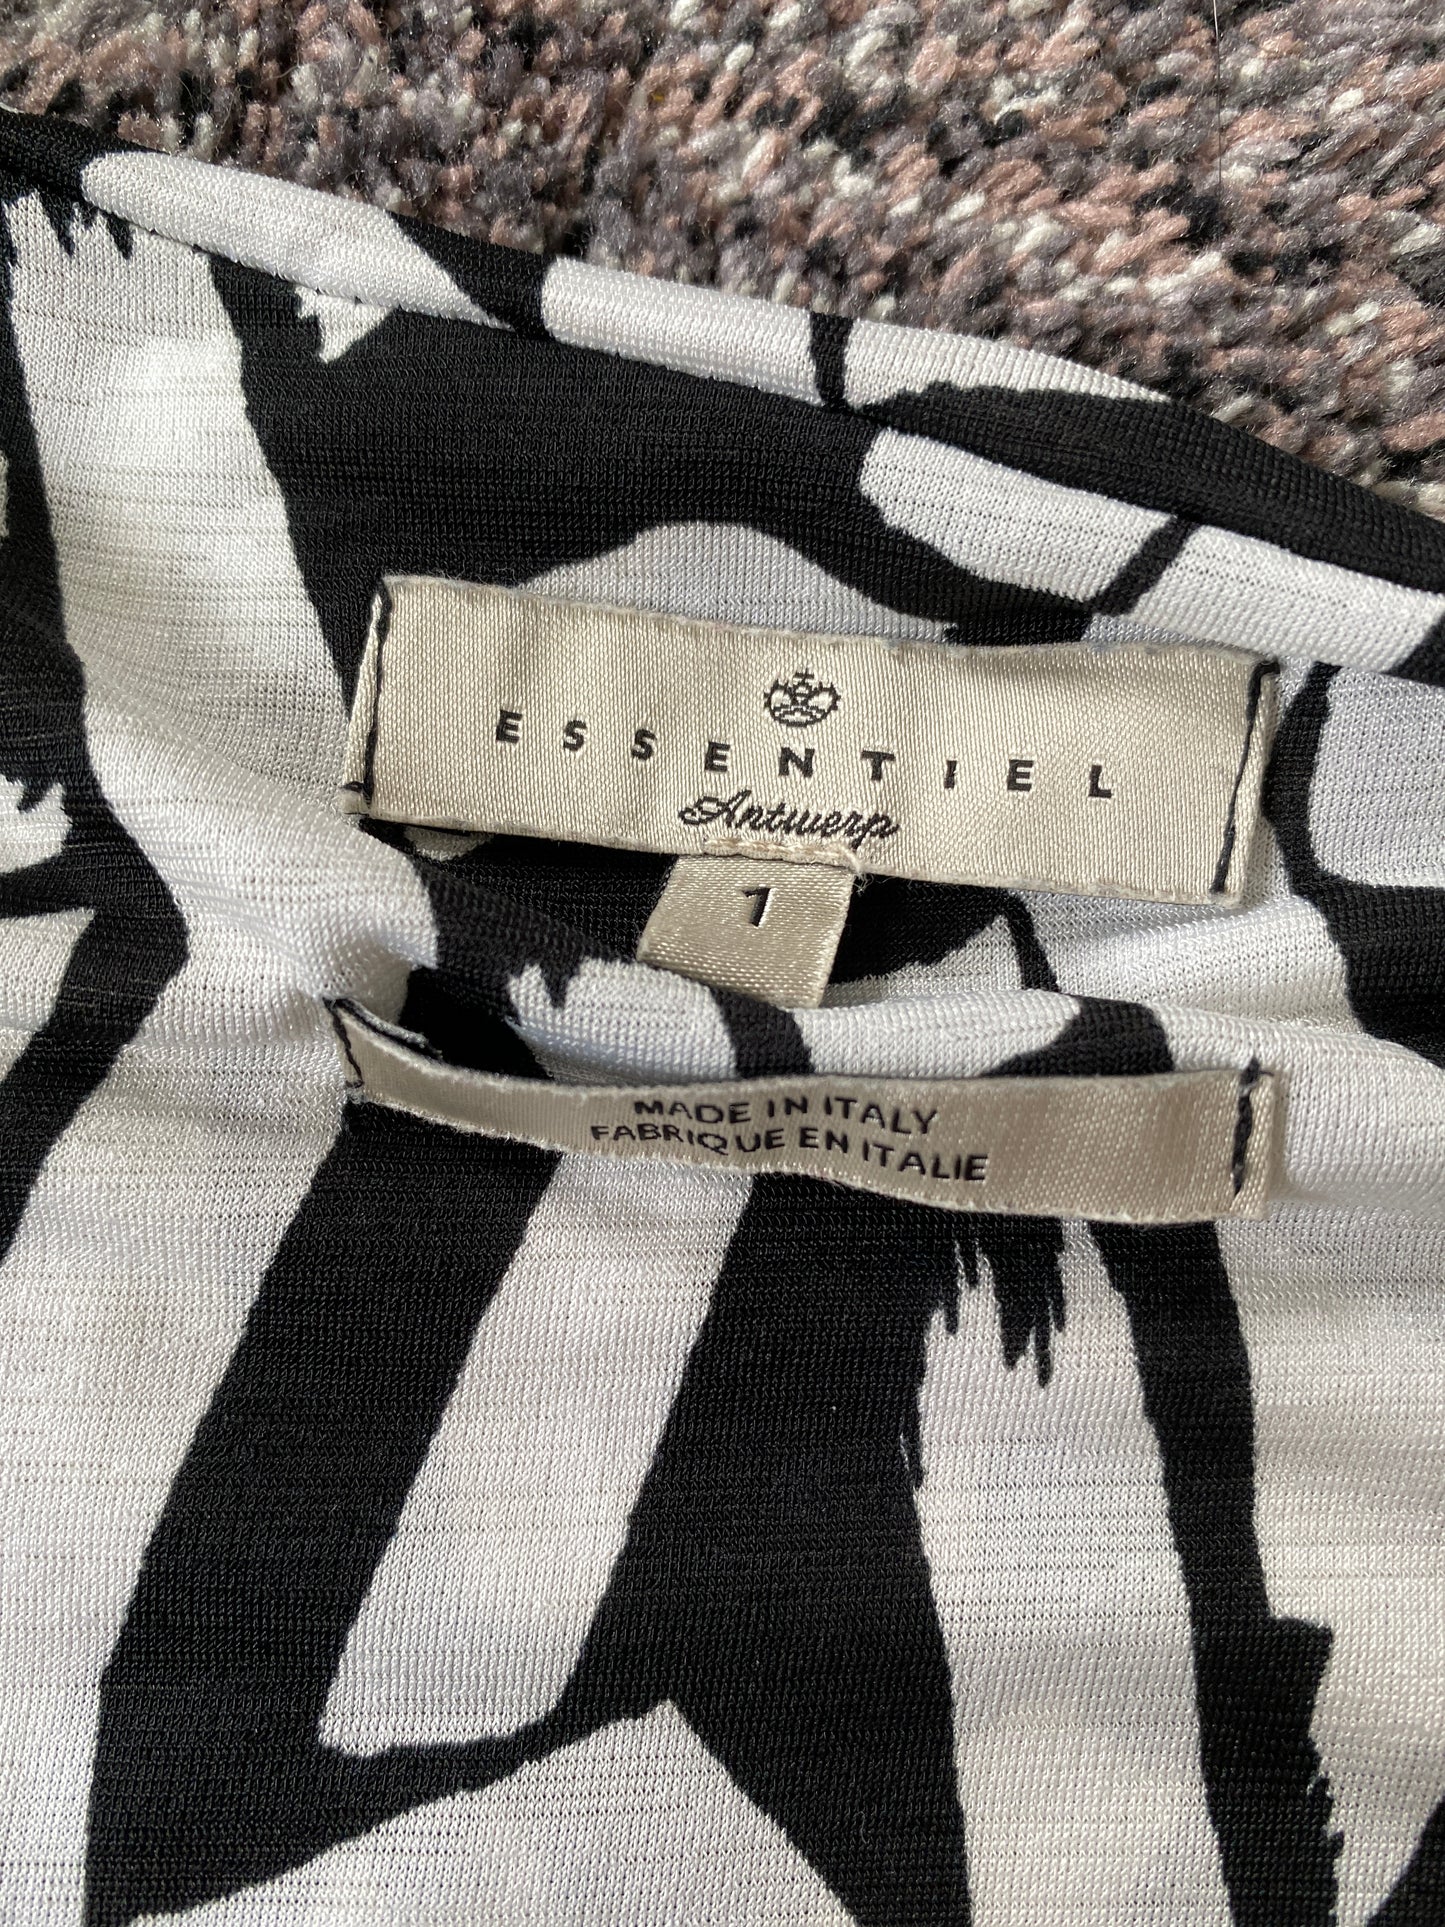 ESSENTIEL
Antwerp
1
MADE IN ITALY
FABRIQUE EN ITALIE